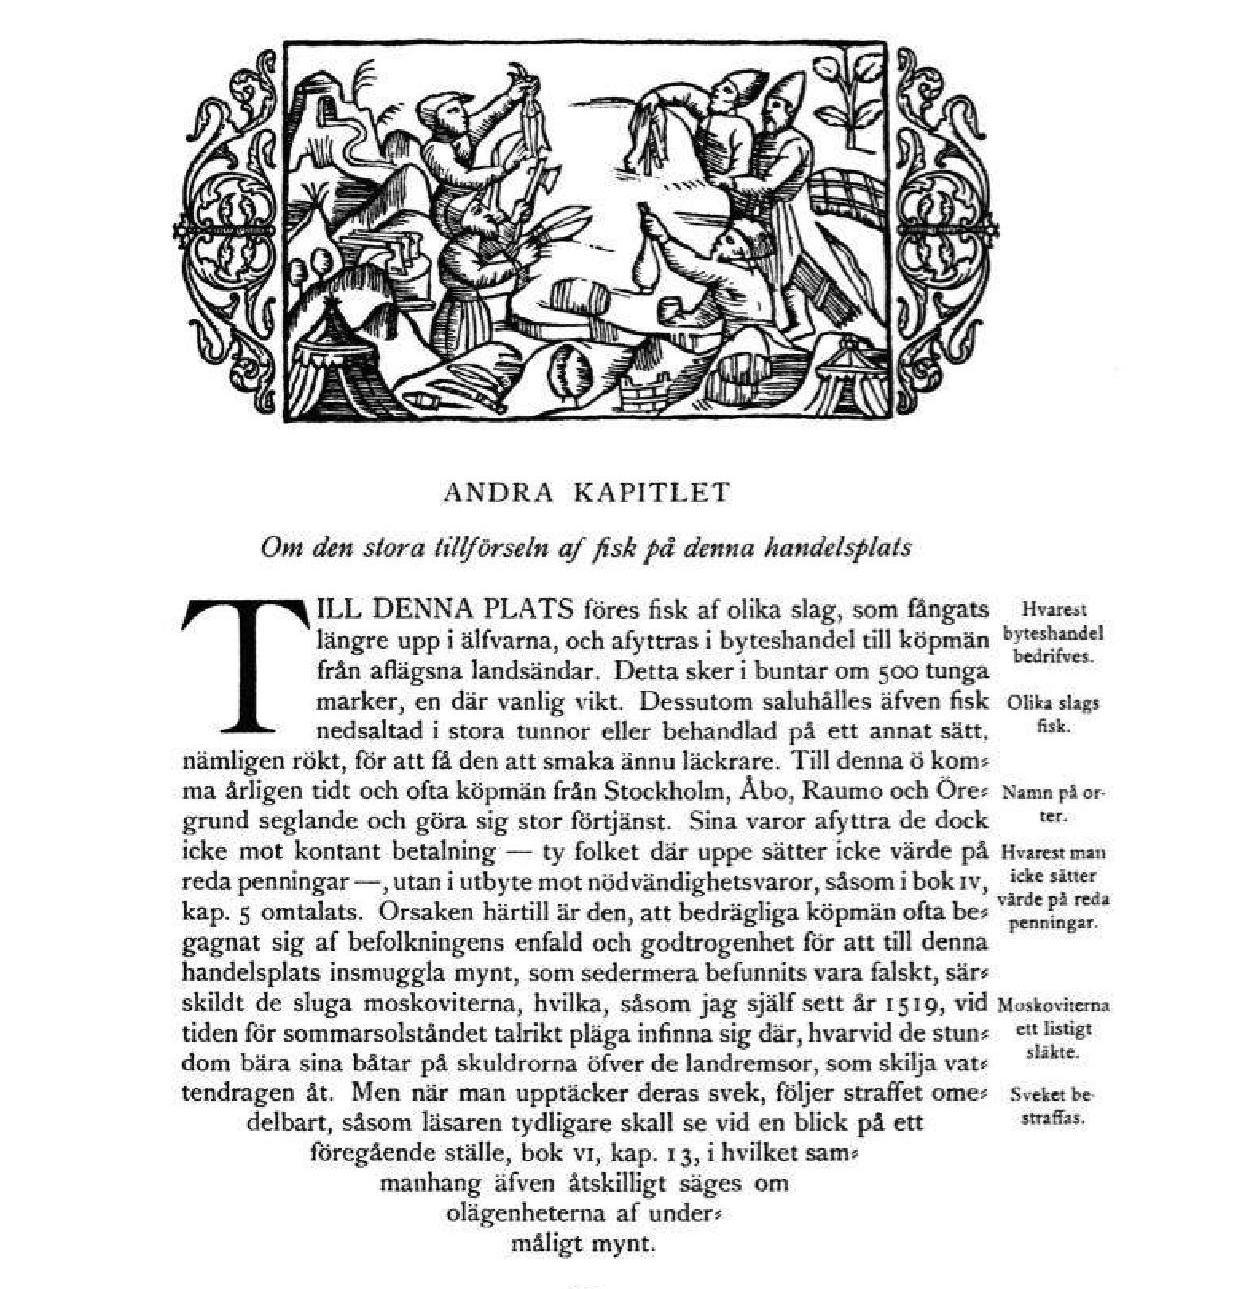 ANDRA KAPITLET
Om den stora tillförseln af fisk på denna handelsplats
TILL DENNA PLATS föres fisk af olika slag, som fångats
längre upp i älfvarna, och afyttras i byteshandel till köpmän
från aflägsna landsändar. Detta sker i buntar om 500 tunga
marker, en där vanlig vikt. Dessutom saluhålles äfven fisk
nedsaltad i stora tunnor eller behandlad på ett annat sätt,
nämligen rökt, för att få den att smaka ännu läckrare. Till denna ö kom⸗
ma årligen tidt och ofta köpmän från Stockholm, Åbo, Raumo och Öre⸗
grund seglande och göra sig stor förtjänst. Sina varor afyttra de dock
icke mot kontant betalning — ty folket där uppe sätter icke värde på
reda penningar —, utan i utbyte mot nödvändighetsvaror, såsom i bok IV,
kap. 5 omtalats. Orsaken härtill är den, att bedrägliga köpmän ofta be⸗
gagnat sig af befolkningens enfald och godtrogenhet för att till denna
handelsplats insmuggla mynt, som sedermera befunnits vara falskt, sär⸗
skildt de sluga moskoviterna, hvilka, såsom jag själf sett år 1519, vid
tiden för sommarsolståndet talrikt pläga infinna sig där, hvarvid de stun⸗
dom bära sina båtar på skuldrorna öfver de landremsor, som skilja vat⸗
tendragen åt. Men när man upptäcker deras svek, följer straffet ome⸗
delbart, såsom läsaren tydligare skall se vid en blick på ett
föregående ställe, bok VI, kap. 13, i hvilket sam⸗
manhang äfven åtskilligt säges om
olägenheterna af under⸗
måligt mynt.
Hvarest
byteshandel
bedrifves.
Olika slags
fisk.
Namn på or-
ter.
Hvarest man
icke sätter
värde på reda
penningar.
Moskoviterna
ett listigt
släkte.
Sveket be-
straffas.